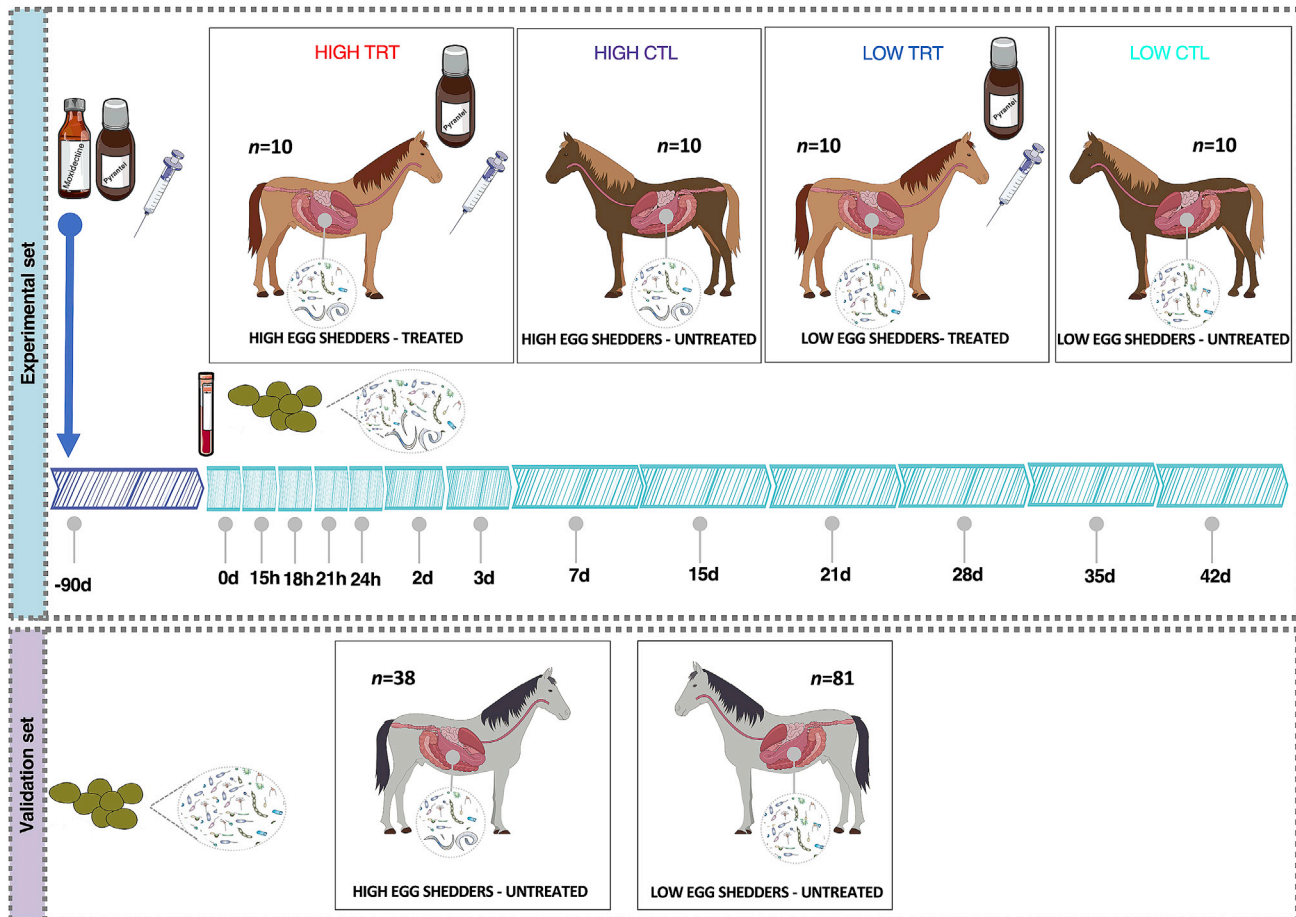 Experimental set
Moxidectine
Pyrantel
HIGH TRT
n=10
Pyrantel
HIGH EGG SHEDDERS - TREATED
HIGH CTL
n=10
HIGH EGG SHEDDERS - UNTREATED
LOW TRT
n=10
Pyrantel
LOW EGG SHEDDERS- TREATED
LOW CTL
n=10
LOW EGG SHEDDERS - UNTREATED
-90d
0d
15h
18h
21h
24h
2d
3d
7d
15d
21d
28d
35d
42d
Validation set
n=38
HIGH EGG SHEDDERS - UNTREATED
n=81
LOW EGG SHEDDERS - UNTREATED